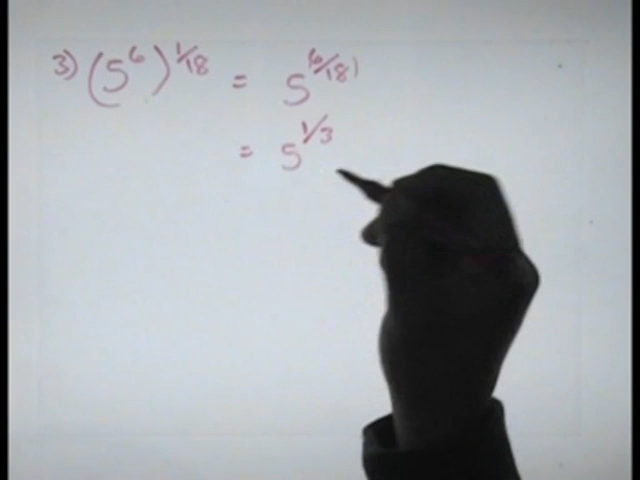 3) (5^6)^1/18 = 5^(6/18)
= 5^1/3